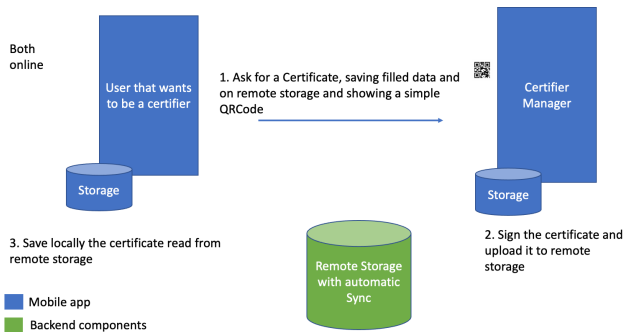 Both
online
User that wants
to be a certifier
Storage
1. Ask for a Certificate, saving filled data and
on remote storage and showing a simple
QRCode
Certifier
Manager
Storage
3. Save locally the certificate read from
remote storage
Remote Storage
with automatic
Sync
2. Sign the certificate and
upload it to remote
storage
Mobile app
Backend components